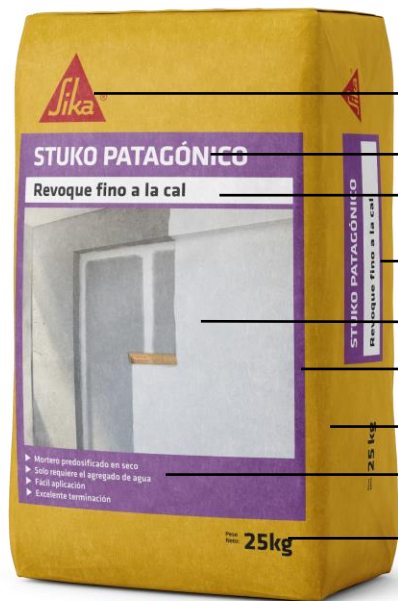 Sika®
STUKO PATAGÓNICO
Revoque fino a la cal
Mortero predosificado en seco
Solo requiere el agregado de agua
Fácil aplicación
Excelente terminación
Peso
Neto: 25kg
Sika
STUKO PATAGÓNICO
Revoque fino a la cal
25 kg